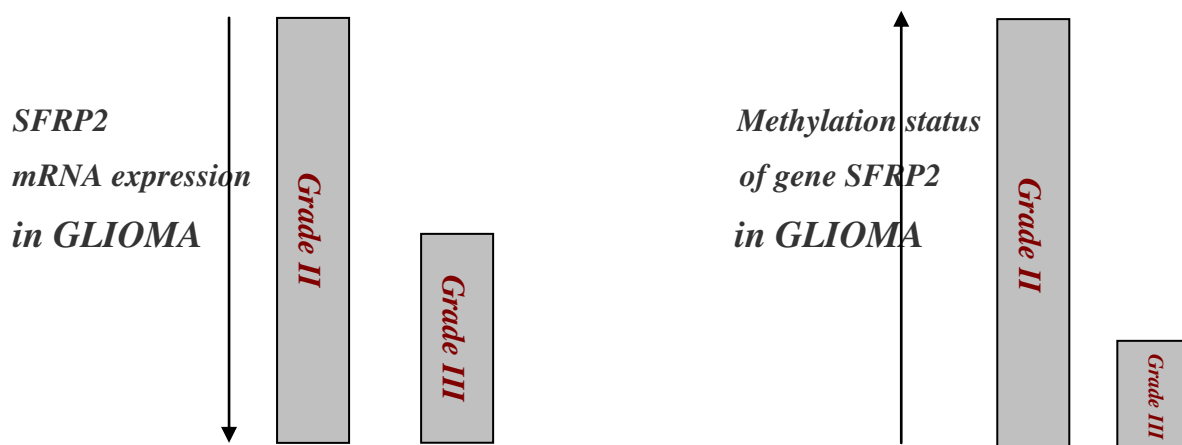 SFRP2
mRNA expression
in GLIOMA
Grade II
Grade III
Methylation status
of gene SFRP2
in GLIOMA
Grade II
Grade III